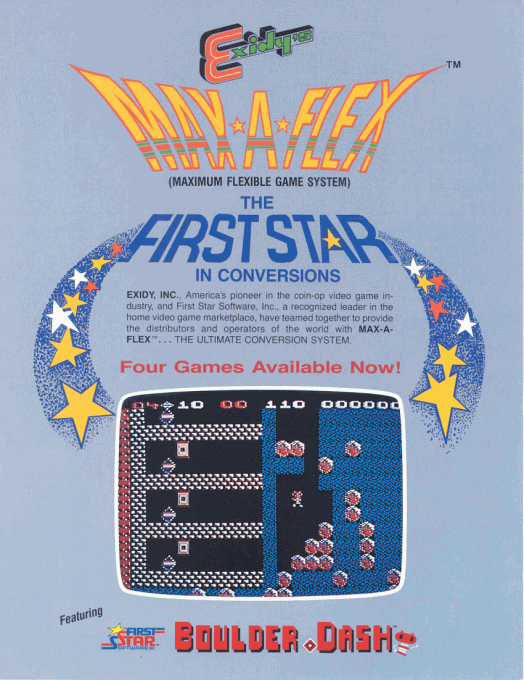 Exidy's
MAX·A·FLEX
TM
(MAXIMUM FLEXIBLE GAME SYSTEM)
THE
FIRST STAR
IN CONVERSIONS
EXIDY, INC., America's pioneer in the coin-op video game in-
dustry, and First Star Software, Inc., a recognized leader in the
home video game marketplace, have teamed together to provide
the distributors and operators of the world with MAX-A-
FLEX™... THE ULTIMATE CONVERSION SYSTEM.
Four Games Available Now!
10 00 110 000000
Featuring
FIRST STAR SOFTWARE
BOULDER DASH